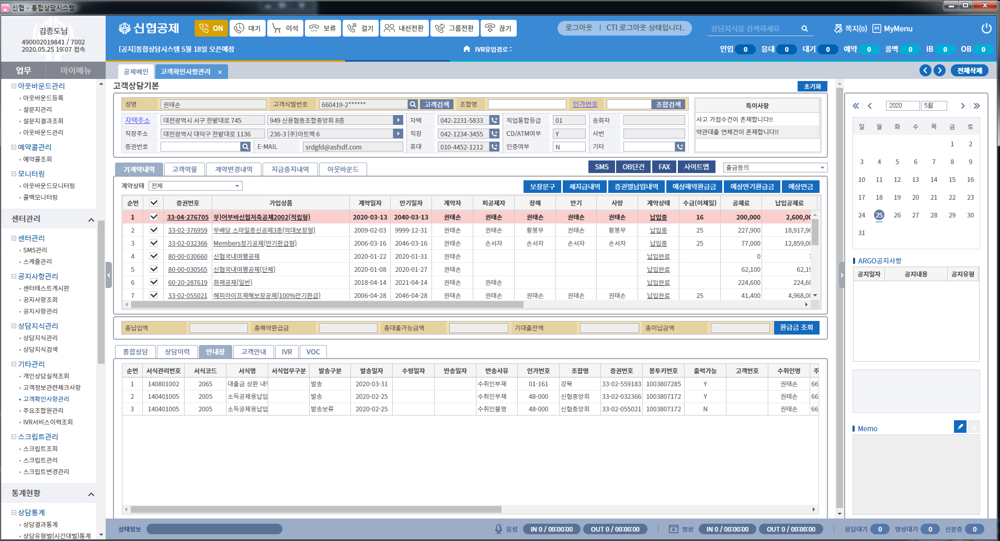 신협 - 통합상담시스템
김종도님
490002019841 / 7002
2020.05.25 19:07 접속
신협공제
ON 대기 이석 보류 걸기 내선전환 그룹전환 끊기
로그아웃 | CTI 로그아웃 상태입니다.
상담지식을 검색하세요
쪽지(0) MyMenu
[공지]통합상담시스템 5월 18일 오픈예정
IVR유입경로 :
인입 0 응대 0 대기 0 예약 0 콜백 0 IB 0 OB 0
업무 마이메뉴
공제메인 고객확인사항관리 ×
전체삭제
아웃바운드관리
아웃바운드등록
설문지관리
설문지결과조회
아웃바운드관리
예약콜관리
예약콜조회
모니터링
아웃바운드모니터링
콜백모니터링
센터관리
센터관리
SMS관리
스케쥴관리
공지사항관리
센터테스트게시판
공지사항조회
공지사항관리
상담지식관리
상담지식관리
상담지식검색
기타관리
개인상담실적조회
고객정보관련체크사항
고객확인사항관리
주요조합원관리
IVR서비스이력조회
스크립트관리
스크립트조회
스크립트관리
스크립트변경관리
통계현황
상담통계
상담결과통계
상담유형별(시간대별)통계
고객상담기본
초기화
성명 권태손 고객식별번호 660419-2****** 고객검색 조합명 인가번호 조합검색
자택주소 대전광역시 서구 한밭대로 745 949 신용협동조합중앙회 8층 자택 042-2231-5833 직업통합등급 01 송화자
직장주소 대전광역시 대덕구 한밭대로 1136 236-3 (주)아트맥 6 직장 042-1234-3455 CD/ATM여부 Y 사번
증권번호 E-MAIL srdgfd@asfsdf.com 휴대 010-4452-1212 인증여부 N 기타
특이사항
사고 가접수건이 존재합니다!!
약관대출 연체건이 존재합니다!!
기계약내역 고객역할 계약변경내역 지급중지내역 아웃바운드
SMS OB단건 FAX 사이트맵 출금동의
계약상태 전체
보장문구 제지급내역 증권별납입내역 예상해약환급금 예상만기환급금 예상연금
순번 증권번호 가입상품 계약일자 만기일자 계약자 피공제자 장해 만기 사망 계약상태 수금(이체일) 공제료 납입공제료
1 33-04-276705 무)어부바신협저축공제2002(적립형) 2020-03-13 2040-03-13 권태손 권태손 권태손 권태손 권태손 납입중 16 200,000 2,600,00
2 33-02-376959 무배당 스마일종신공제3종(역대보장형) 2009-02-03 9999-12-31 권태손 권태손 황봉무 권태손 황봉무 납입중 25 227,900 18,917,90
3 33-02-032366 Members정기공제(만기환급형) 2006-03-16 2046-03-16 권태손 손서자 손서자 손서자 손서자 납입중 25 77,000 12,859,00
4 80-00-030660 신협국내여행공제 2020-01-22 2020-01-31 권태손 납입완료 0 7
5 80-00-030565 신협국내여행공제(단체) 2020-01-08 2020-01-27 권태손 납입완료 62,100 62,19
6 60-20-287619 화재공제(일반) 2018-04-14 2021-04-14 권태손 권태손 납입완료 224,600 224,60
7 33-02-055021 해피라이프재해보장공제(100%만기환급) 2006-04-28 2046-04-28 권태손 권태손 권태손 권태손 권태손 납입완료 25 41,400 4,968,00
총납입액 총해약환급금 총대출가능금액 기대출잔액 총미납금액 환급금 조회
통합상담 상담이력 안내장 고객안내 IVR VOC
순번 서식관리번호 서식코드 서식명 서식업무구분 발송구분 발송일자 수령일자 반송일자 반송사유 인가번호 조합명 증권번호 봉투키번호 출력가능 고객번호 수취인명 주
1 140801002 2065 대출금 상환 내역 발송 2020-03-31 수취인부재 01-161 강북 33-02-559183 1003807285 Y 권태손 66
2 140401005 2005 소득공제용납입 발송 2020-02-25 수취인부재 48-000 신협중앙회 33-02-032366 1003807172 Y 권태손 66
3 140401005 2005 소득공제용납입 발송보류 2020-02-25 수취인불명 48-000 신협중앙회 33-02-055021 1003807172 N 권태손 66
2020 5월
일 월 화 수 목 금 토
1 2
3 4 5 6 7 8 9
10 11 12 13 14 15 16
17 18 19 20 21 22 23
24 25 26 27 28 29 30
31
ARGO공지사항
공지일자 공지내용 공지유형
Memo
상태정보
음성 IN 0 / 00:00:00 OUT 0 / 00:00:00 영상 IN 0 / 00:00:00 OUT 0 / 00:00:00 응답대기 0 영상대기 0 신분증 0